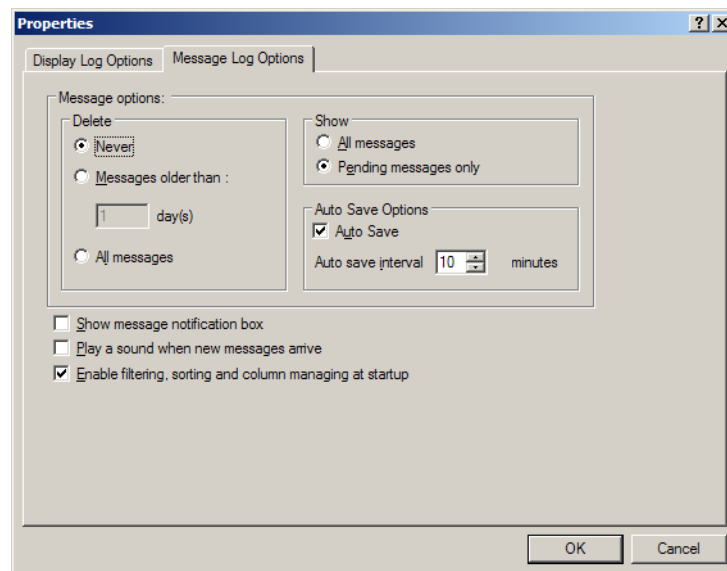 Properties
Display Log Options
Message Log Options
Message options:
Delete
Never
Messages older than :
1 day(s)
All messages
Show
All messages
Pending messages only
Auto Save Options
Auto Save
Auto save interval 10 minutes
Show message notification box
Play a sound when new messages arrive
Enable filtering, sorting and column managing at startup
OK
Cancel